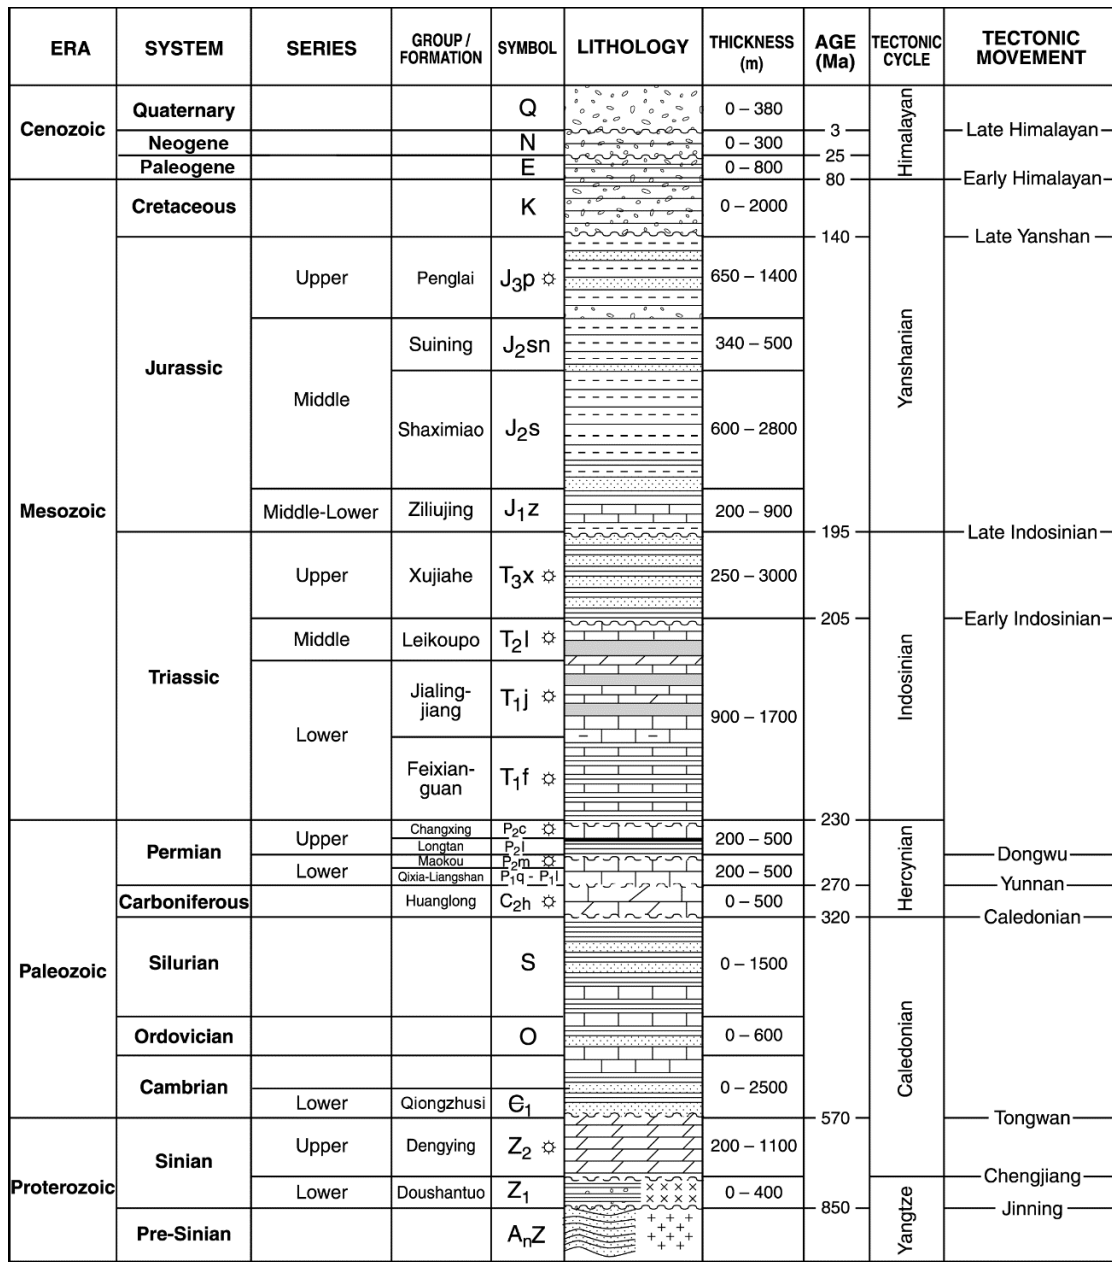 ERA SYSTEM SERIES GROUP / FORMATION SYMBOL LITHOLOGY THICKNESS (m) AGE (Ma) TECTONIC CYCLE TECTONIC MOVEMENT
Cenozoic Quaternary Q 0 – 380 Himalayan
3 Late Himalayan
Neogene N 0 – 300
25
Paleogene E 0 – 800
80 Early Himalayan
Mesozoic Cretaceous K 0 – 2000 Yanshanian
140 Late Yanshan
Jurassic Upper Penglai J3p ☼ 650 – 1400
Middle Suining J2sn 340 – 500
Shaximiao J2s 600 – 2800
Middle-Lower Ziliujing J1z 200 – 900
195 Late Indosinian
Triassic Upper Xujiahe T3x ☼ 250 – 3000 Indosinian
205 Early Indosinian
Middle Leikoupo T2l ☼ 900 – 1700
Lower Jialing-
jiang T1j ☼
Feixian-
guan T1f ☼
230
Paleozoic Permian Upper Changxing P2c ☼ 200 – 500 Hercynian
Longtan P2l
Dongwu
Lower Maokou P2m ☼ 200 – 500
Qixia-Liangshan P1q - P1l
270 Yunnan
Carboniferous Huanglong C2h ☼ 0 – 500
320 Caledonian
Silurian S 0 – 1500 Caledonian
Ordovician O 0 – 600
Cambrian 0 – 2500
Lower Qiongzhusi Є1
570 Tongwan
Proterozoic Sinian Upper Dengying Z2 ☼ 200 – 1100
Chengjiang
Lower Doushantuo Z1 0 – 400 Yangtze
850 Jinning
Pre-Sinian AnZ